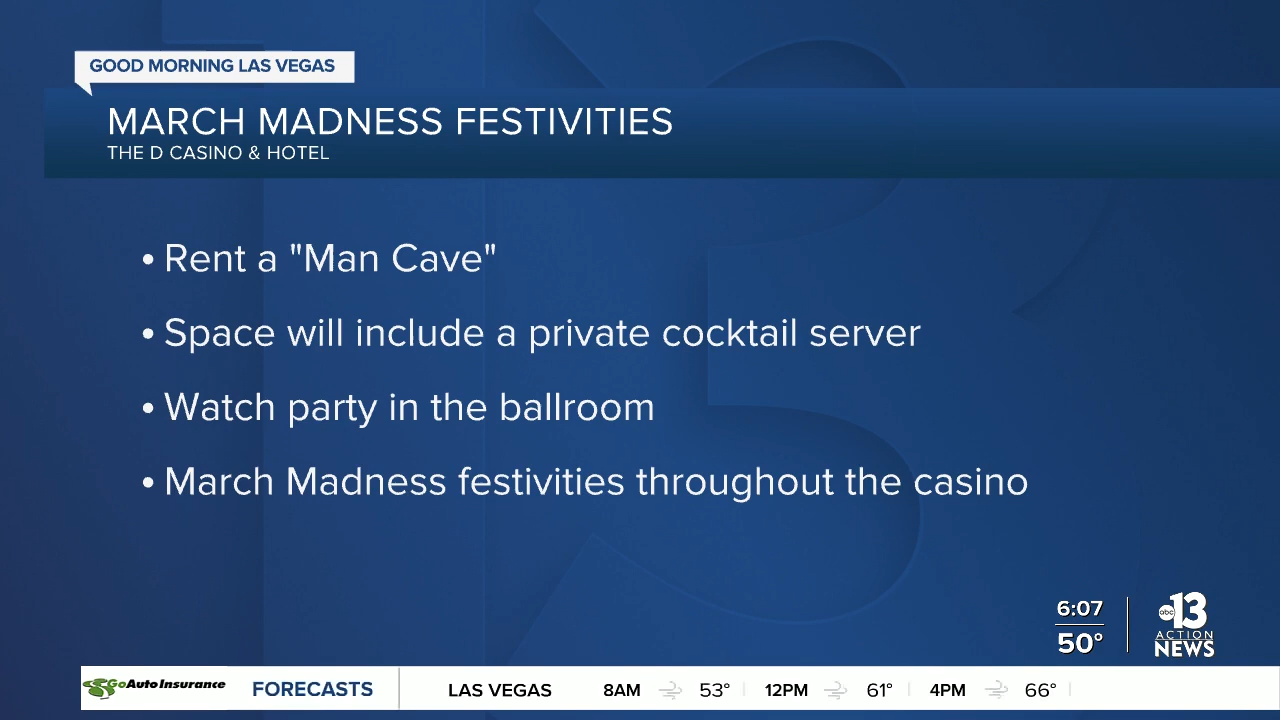 GOOD MORNING LAS VEGAS
MARCH MADNESS FESTIVITIES
THE D CASINO & HOTEL
• Rent a "Man Cave"
• Space will include a private cocktail server
• Watch party in the ballroom
• March Madness festivities throughout the casino
6:07
50°
abc 13
ACTION
NEWS
GoAuto Insurance FORECASTS LAS VEGAS 8AM 53° 12PM 61° 4PM 66°